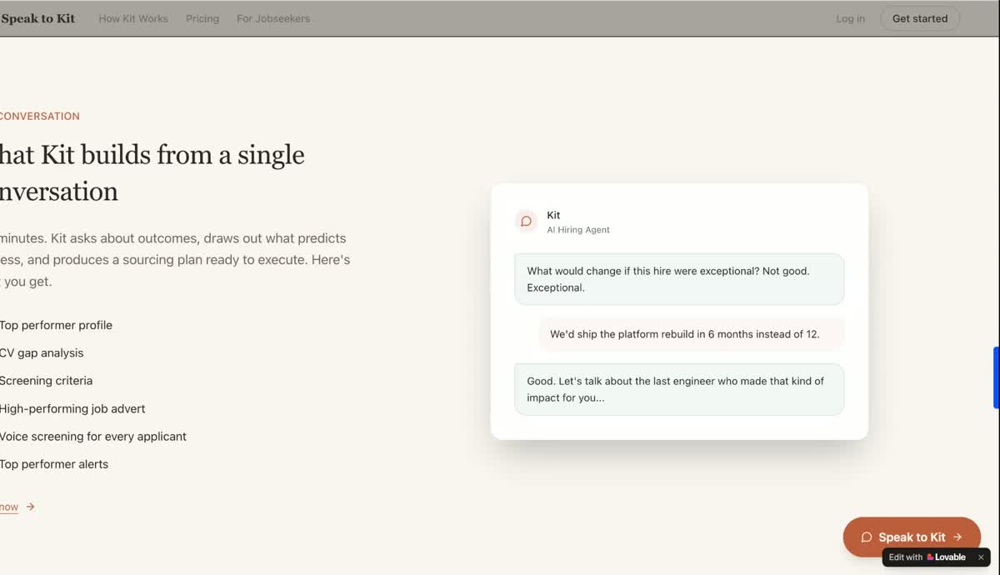 Speak to Kit
How Kit Works
Pricing
For Jobseekers
Log in
Get started
CONVERSATION
hat Kit builds from a single
nversation
minutes. Kit asks about outcomes, draws out what predicts
ess, and produces a sourcing plan ready to execute. Here's
you get.
Top performer profile
CV gap analysis
Screening criteria
High-performing job advert
Voice screening for every applicant
Top performer alerts
now →
Kit
AI Hiring Agent
What would change if this hire were exceptional? Not good.
Exceptional.
We'd ship the platform rebuild in 6 months instead of 12.
Good. Let's talk about the last engineer who made that kind of
impact for you...
Speak to Kit →
Edit with Lovable ×